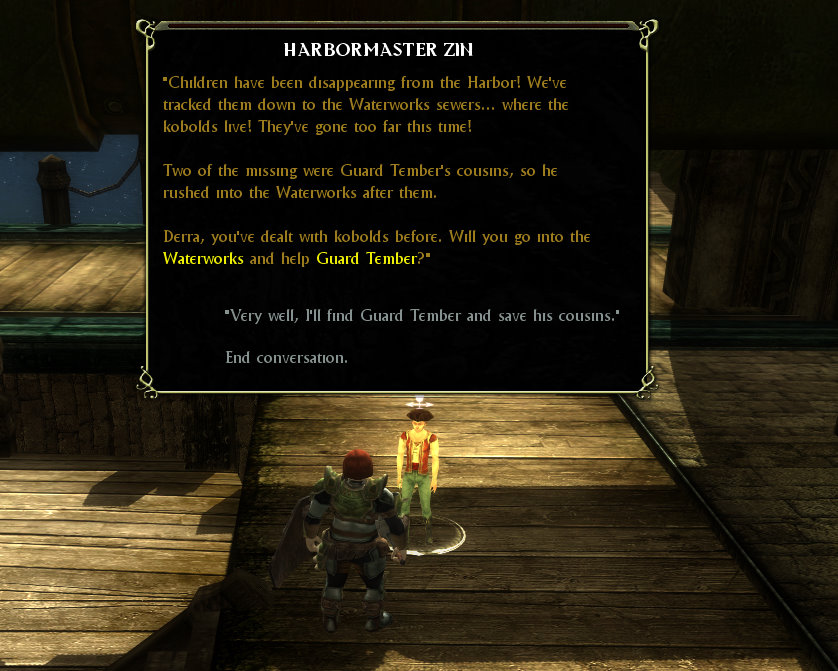 HARBORMASTER ZIN
"Children have been disappearing from the Harbor! We've
tracked them down to the Waterworks sewers... where the
kobolds live! They've gone too far this time!
Two of the missing were Guard Tember's cousins, so he
rushed into the Waterworks after them.
Derra, you've dealt with kobolds before. Will you go into the
Waterworks and help Guard Tember?"
"Very well, I'll find Guard Tember and save his cousins."
End conversation.